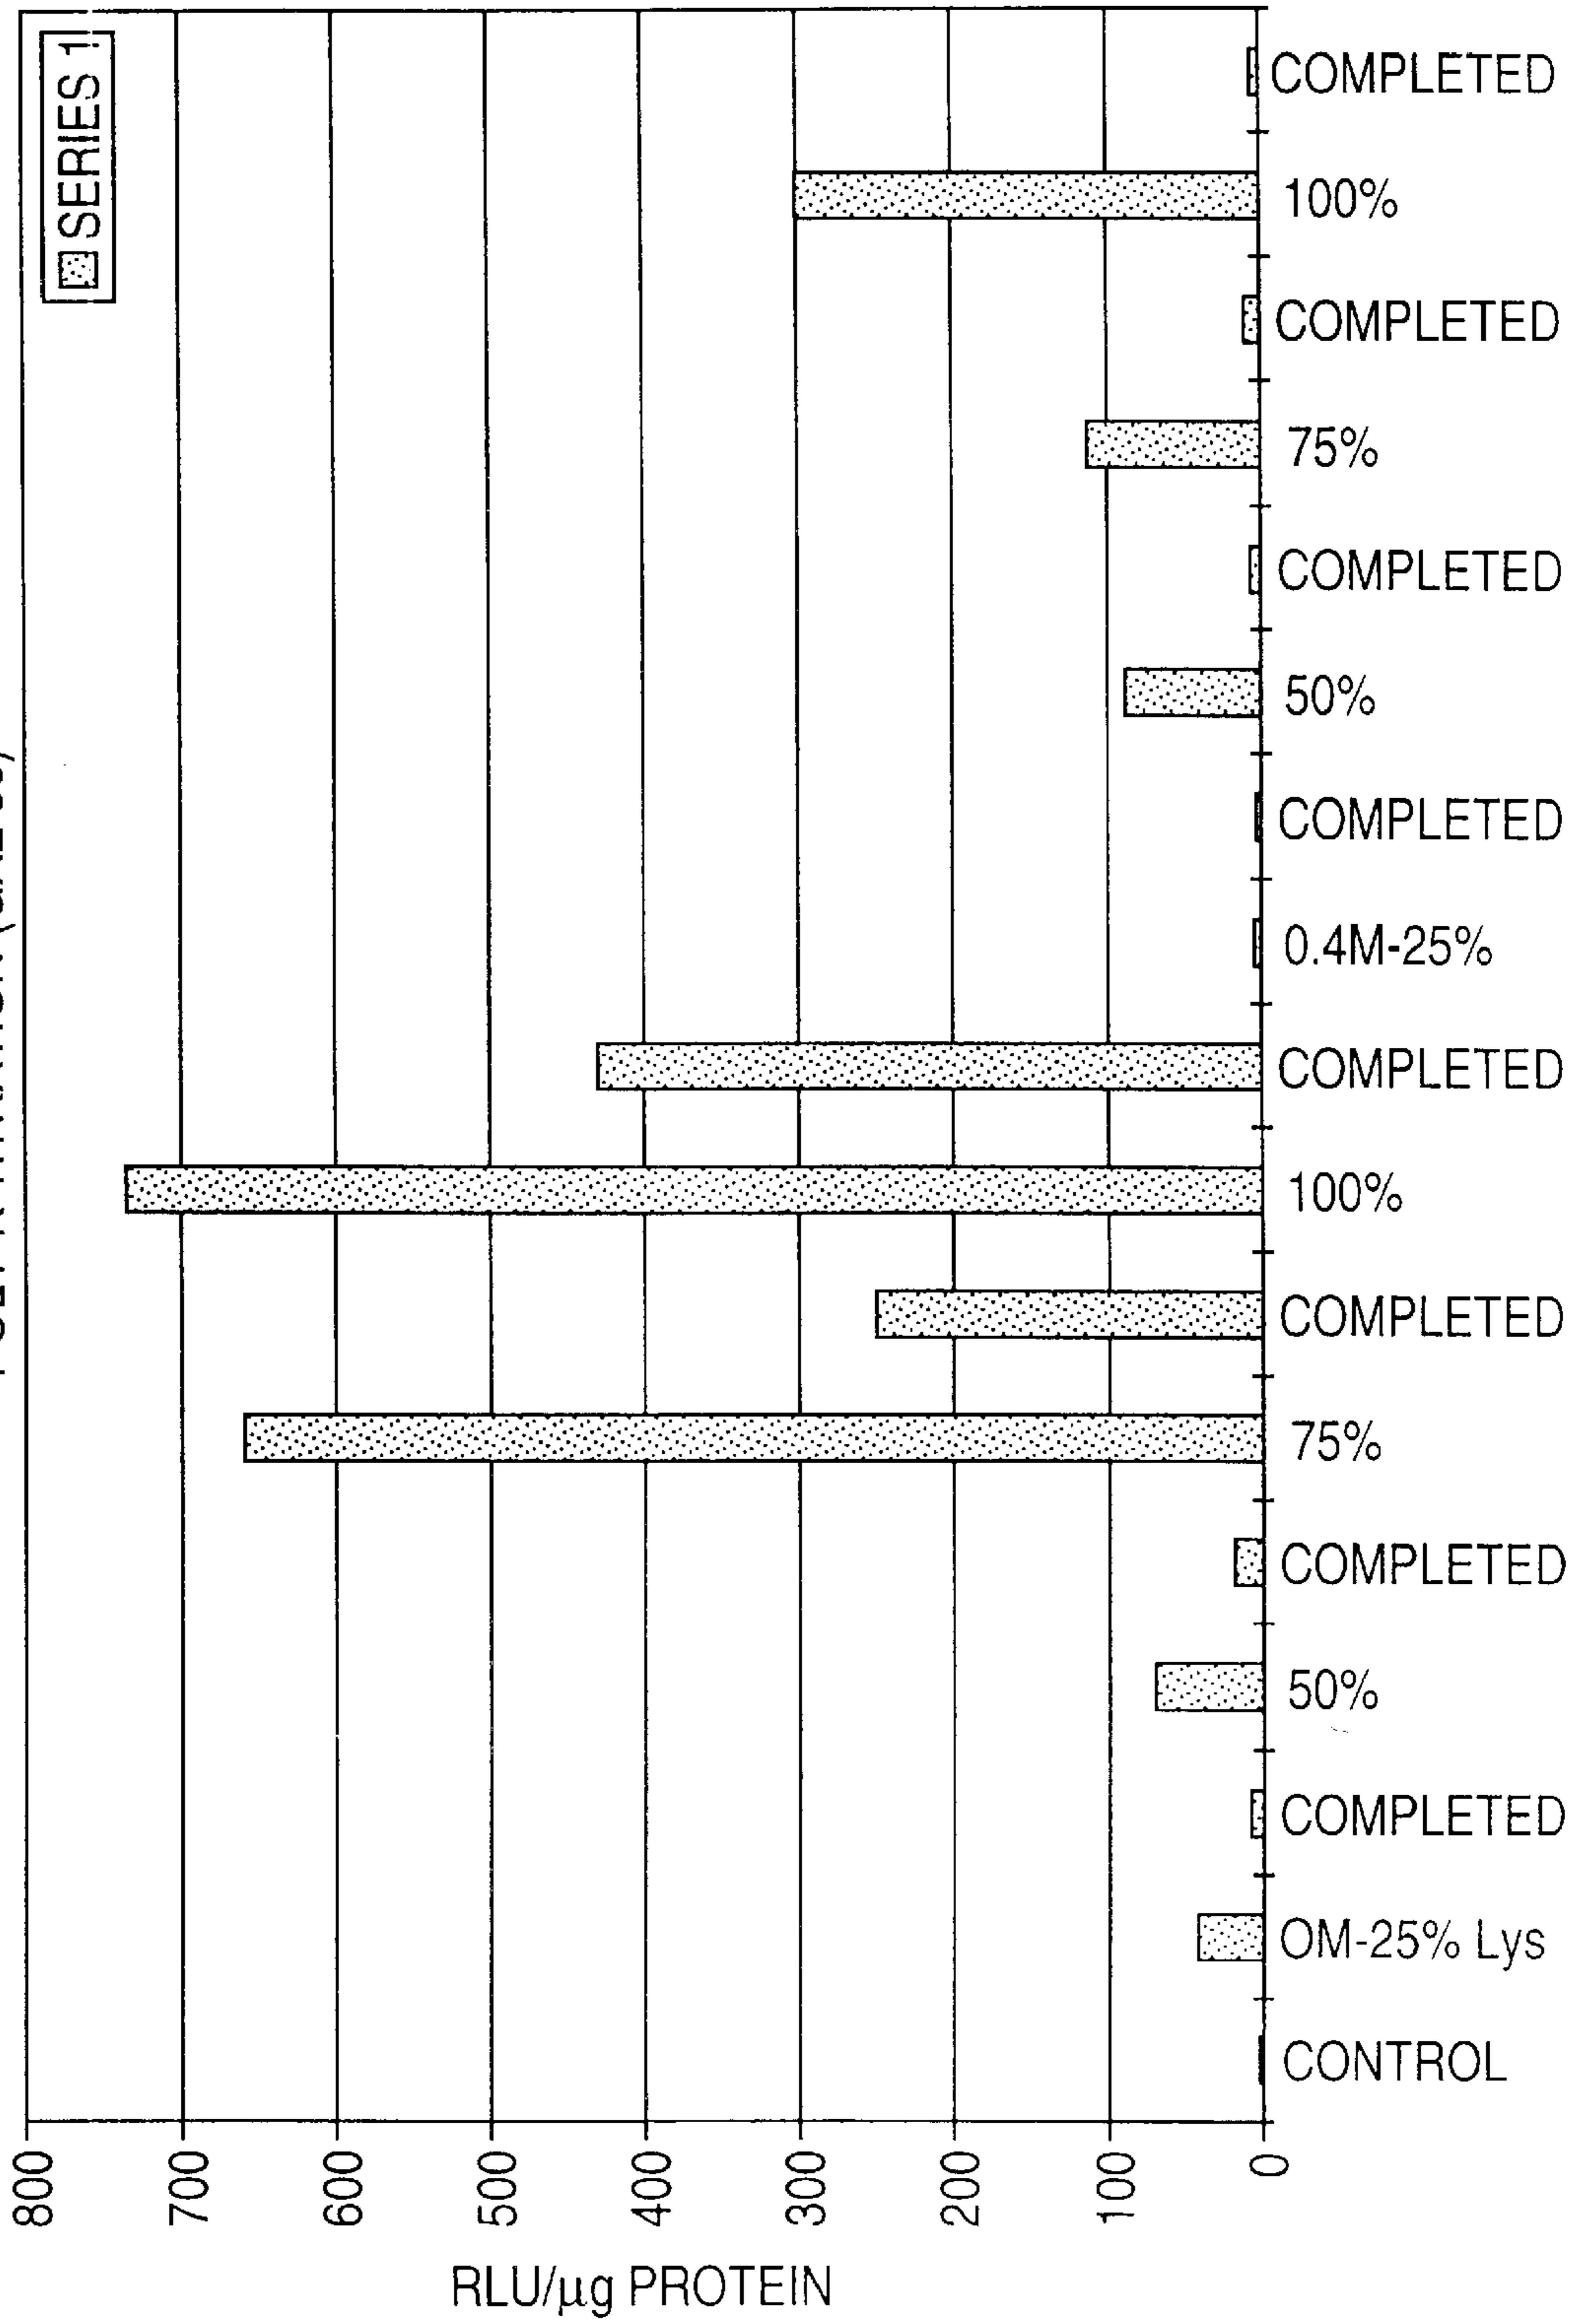 SERIES 1
800
700
600
500
400
300
200
100
0
RLU/µg PROTEIN
CONTROL
OM-25% Lys
COMPLETED
50%
COMPLETED
75%
COMPLETED
100%
COMPLETED
0.4M-25%
COMPLETED
50%
COMPLETED
75%
COMPLETED
100%
COMPLETED